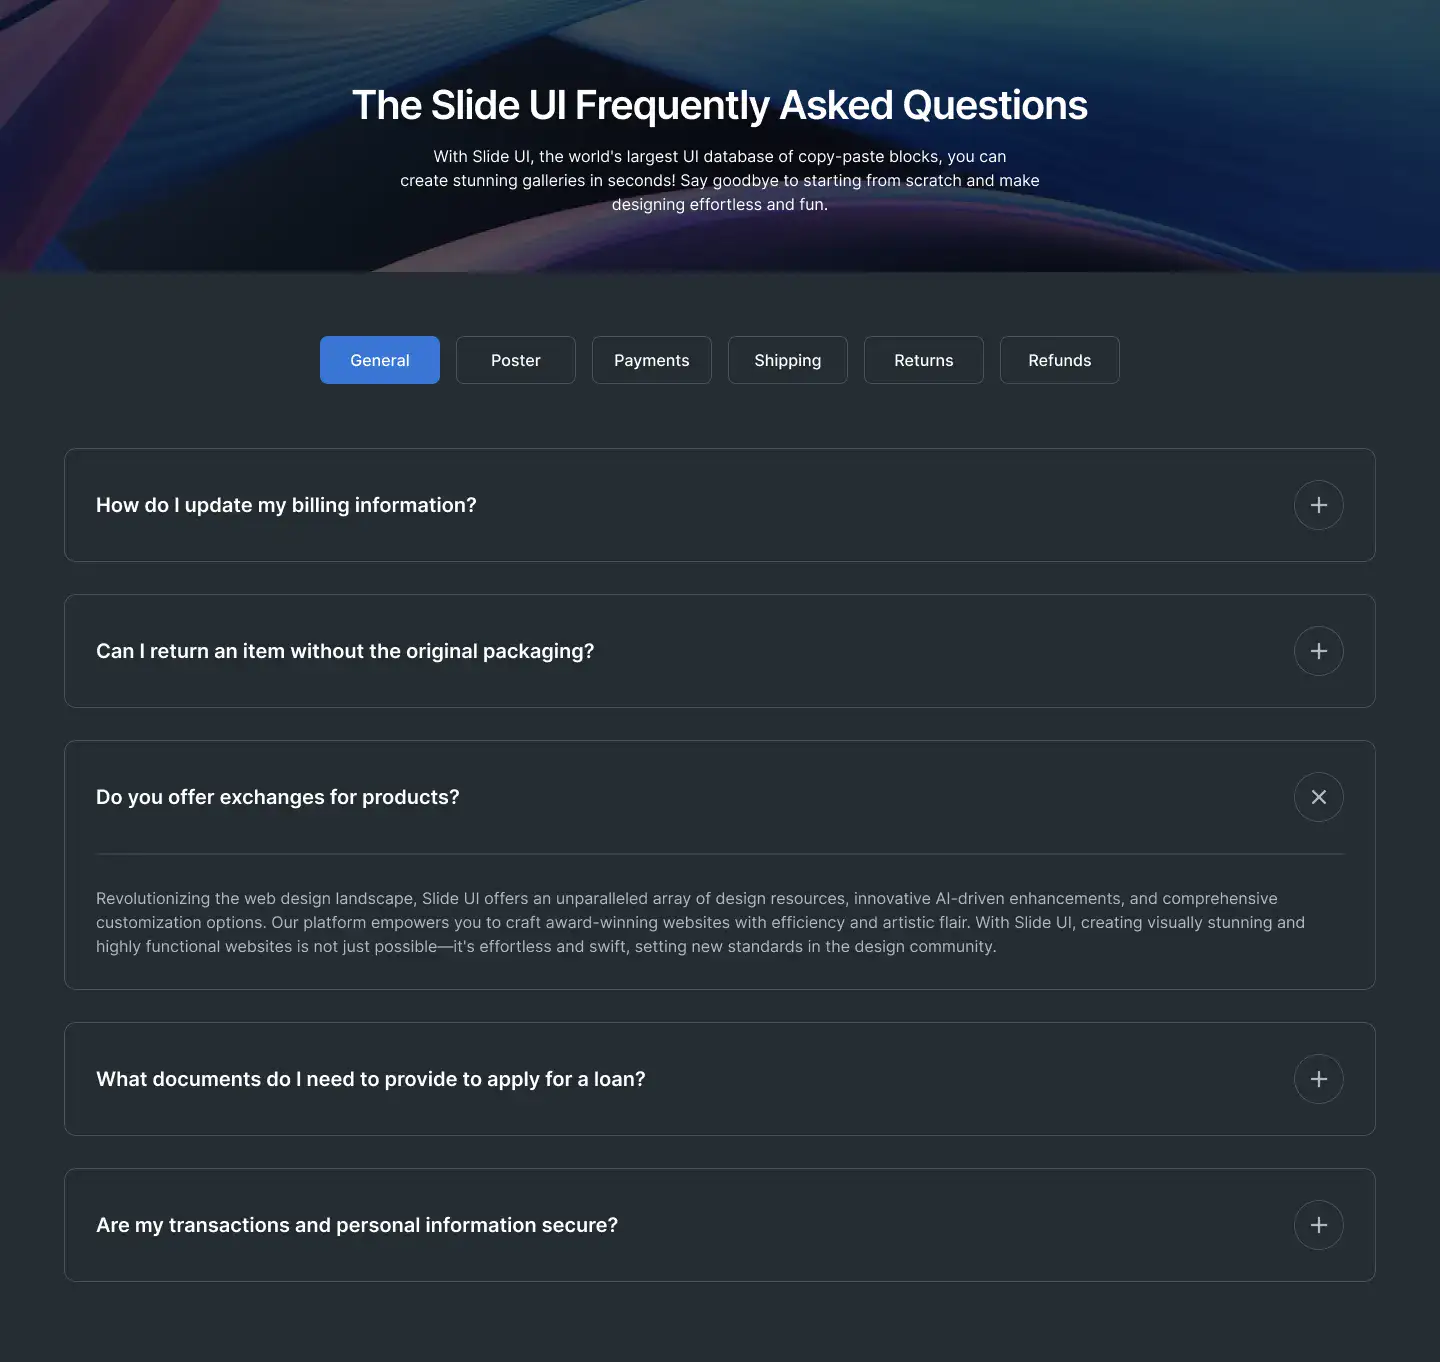 The Slide UI Frequently Asked Questions
With Slide UI, the world's largest UI database of copy-paste blocks, you can
create stunning galleries in seconds! Say goodbye to starting from scratch and make
designing effortless and fun.
General
Poster
Payments
Shipping
Returns
Refunds
How do I update my billing information?
Can I return an item without the original packaging?
Do you offer exchanges for products?
Revolutionizing the web design landscape, Slide UI offers an unparalleled array of design resources, innovative AI-driven enhancements, and comprehensive
customization options. Our platform empowers you to craft award-winning websites with efficiency and artistic flair. With Slide UI, creating visually stunning and
highly functional websites is not just possible—it's effortless and swift, setting new standards in the design community.
What documents do I need to provide to apply for a loan?
Are my transactions and personal information secure?